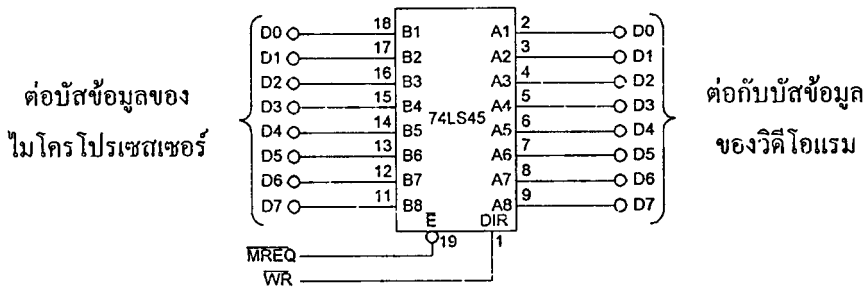 ต่อบัสข้อมูลของ
ไมโครโปรเซสเซอร์
D0 18 B1 A1 2 D0
D1 17 B2 A2 3 D1
D2 16 B3 A3 4 D2
D3 15 B4 A4 5 D3
74LS45
D4 14 B5 A5 6 D4
D5 13 B6 A6 7 D5
D6 12 B7 A7 8 D6
D7 11 B8 A8 9 D7
E DIR
19 1
MREQ
WR
ต่อกับบัสข้อมูล
ของวิดีโอแรม